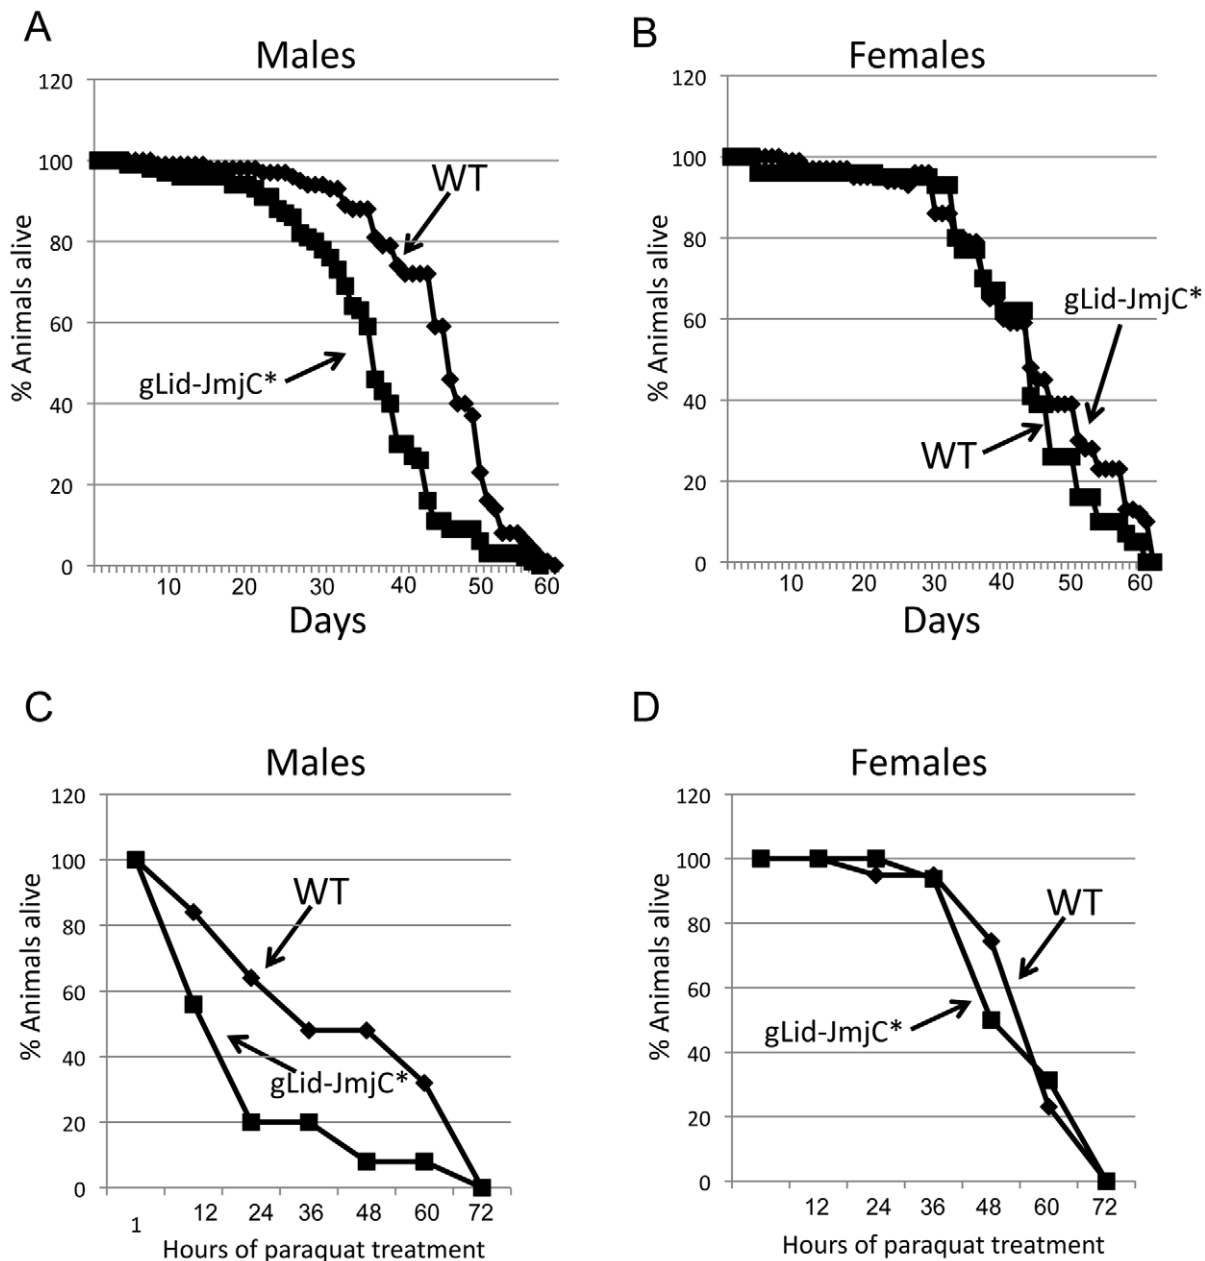 A
Males
120
100
80
60
40
20
0
% Animals alive
WT
gLid-JmjC*
10 20 30 40 50 60
Days
B
Females
120
100
80
60
40
20
0
% Animals alive
gLid-JmjC*
WT
10 20 30 40 50 60
Days
C
Males
120
100
80
60
40
20
0
% Animals alive
WT
gLid-JmjC*
1 12 24 36 48 60 72
Hours of paraquat treatment
D
Females
120
100
80
60
40
20
0
% Animals alive
WT
gLid-JmjC*
12 24 36 48 60 72
Hours of paraquat treatment